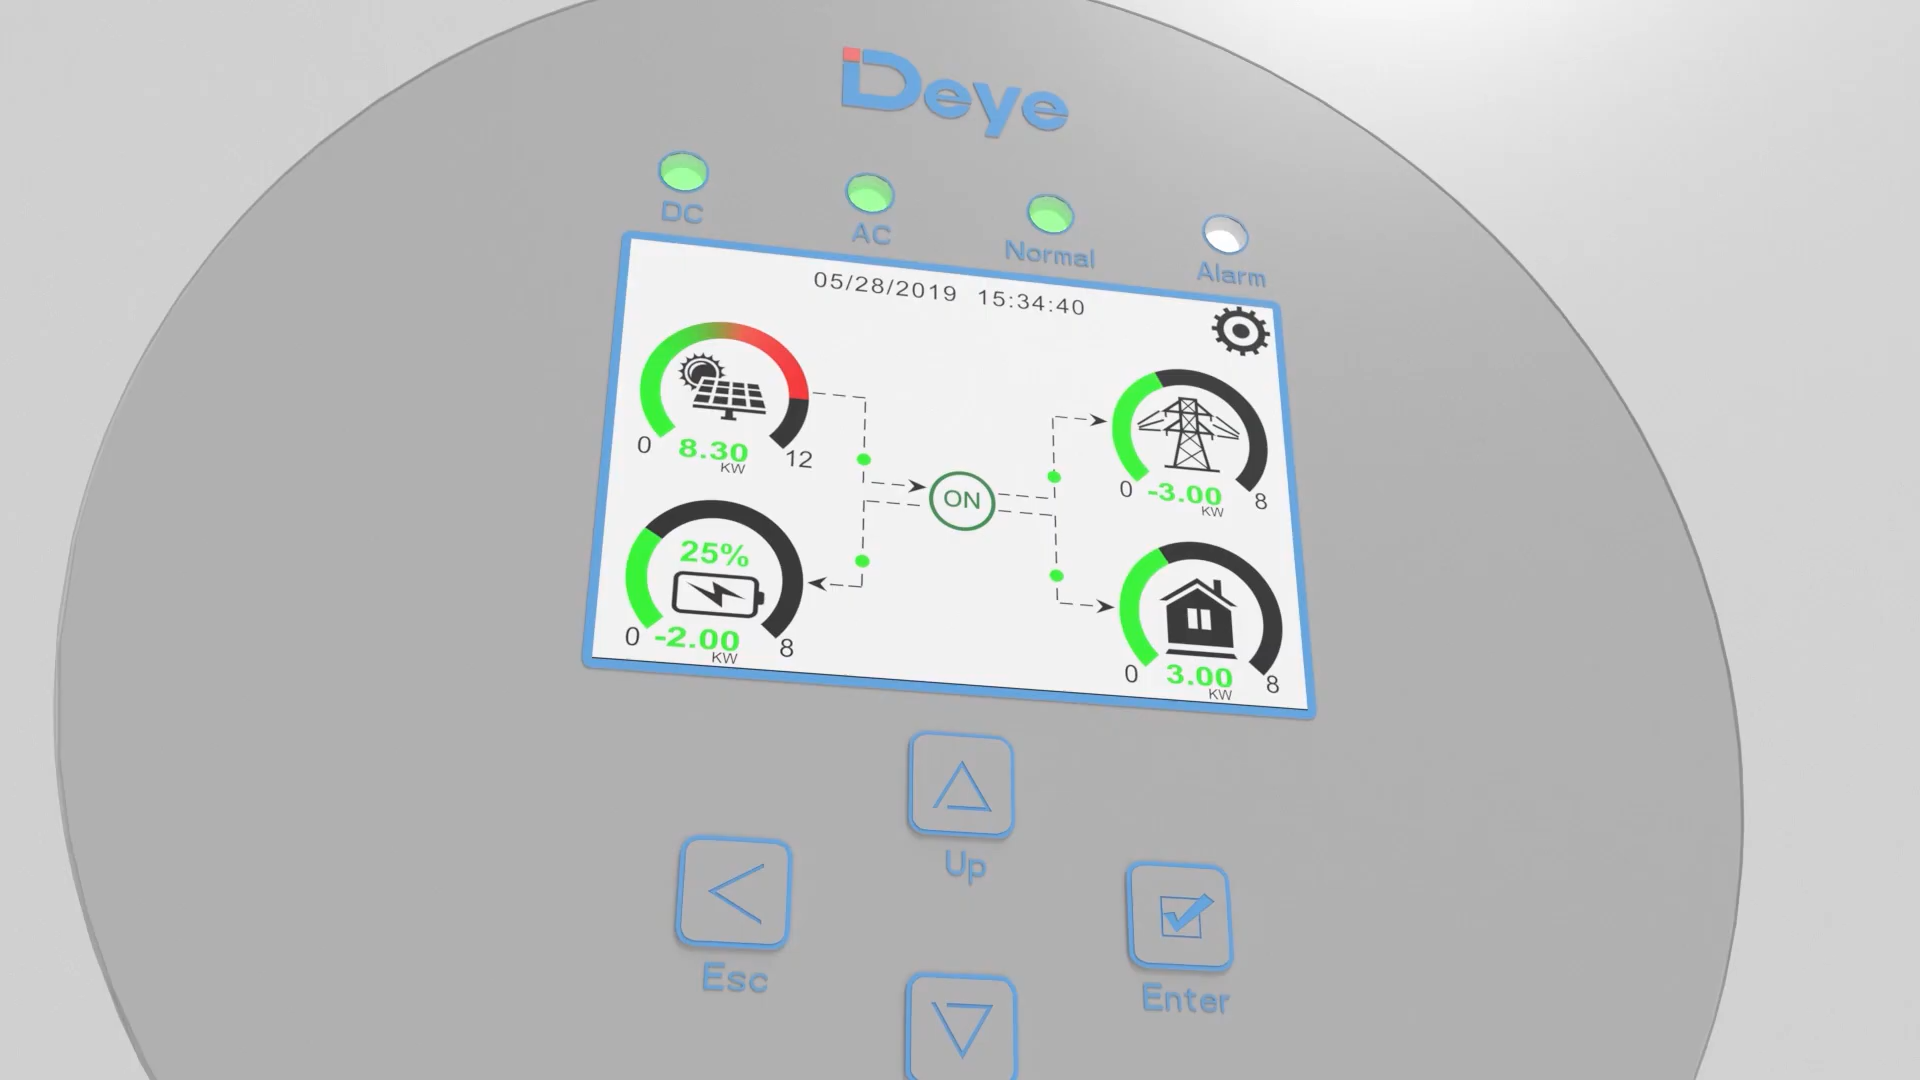 Deye
DC
AC
Normal
Alarm
05/28/2019 15:34:40
0 8.30 12
KW
0 -3.00 8
KW
ON
25%
0 -2.00 8
KW
0 3.00 8
KW
Up
Esc
Enter